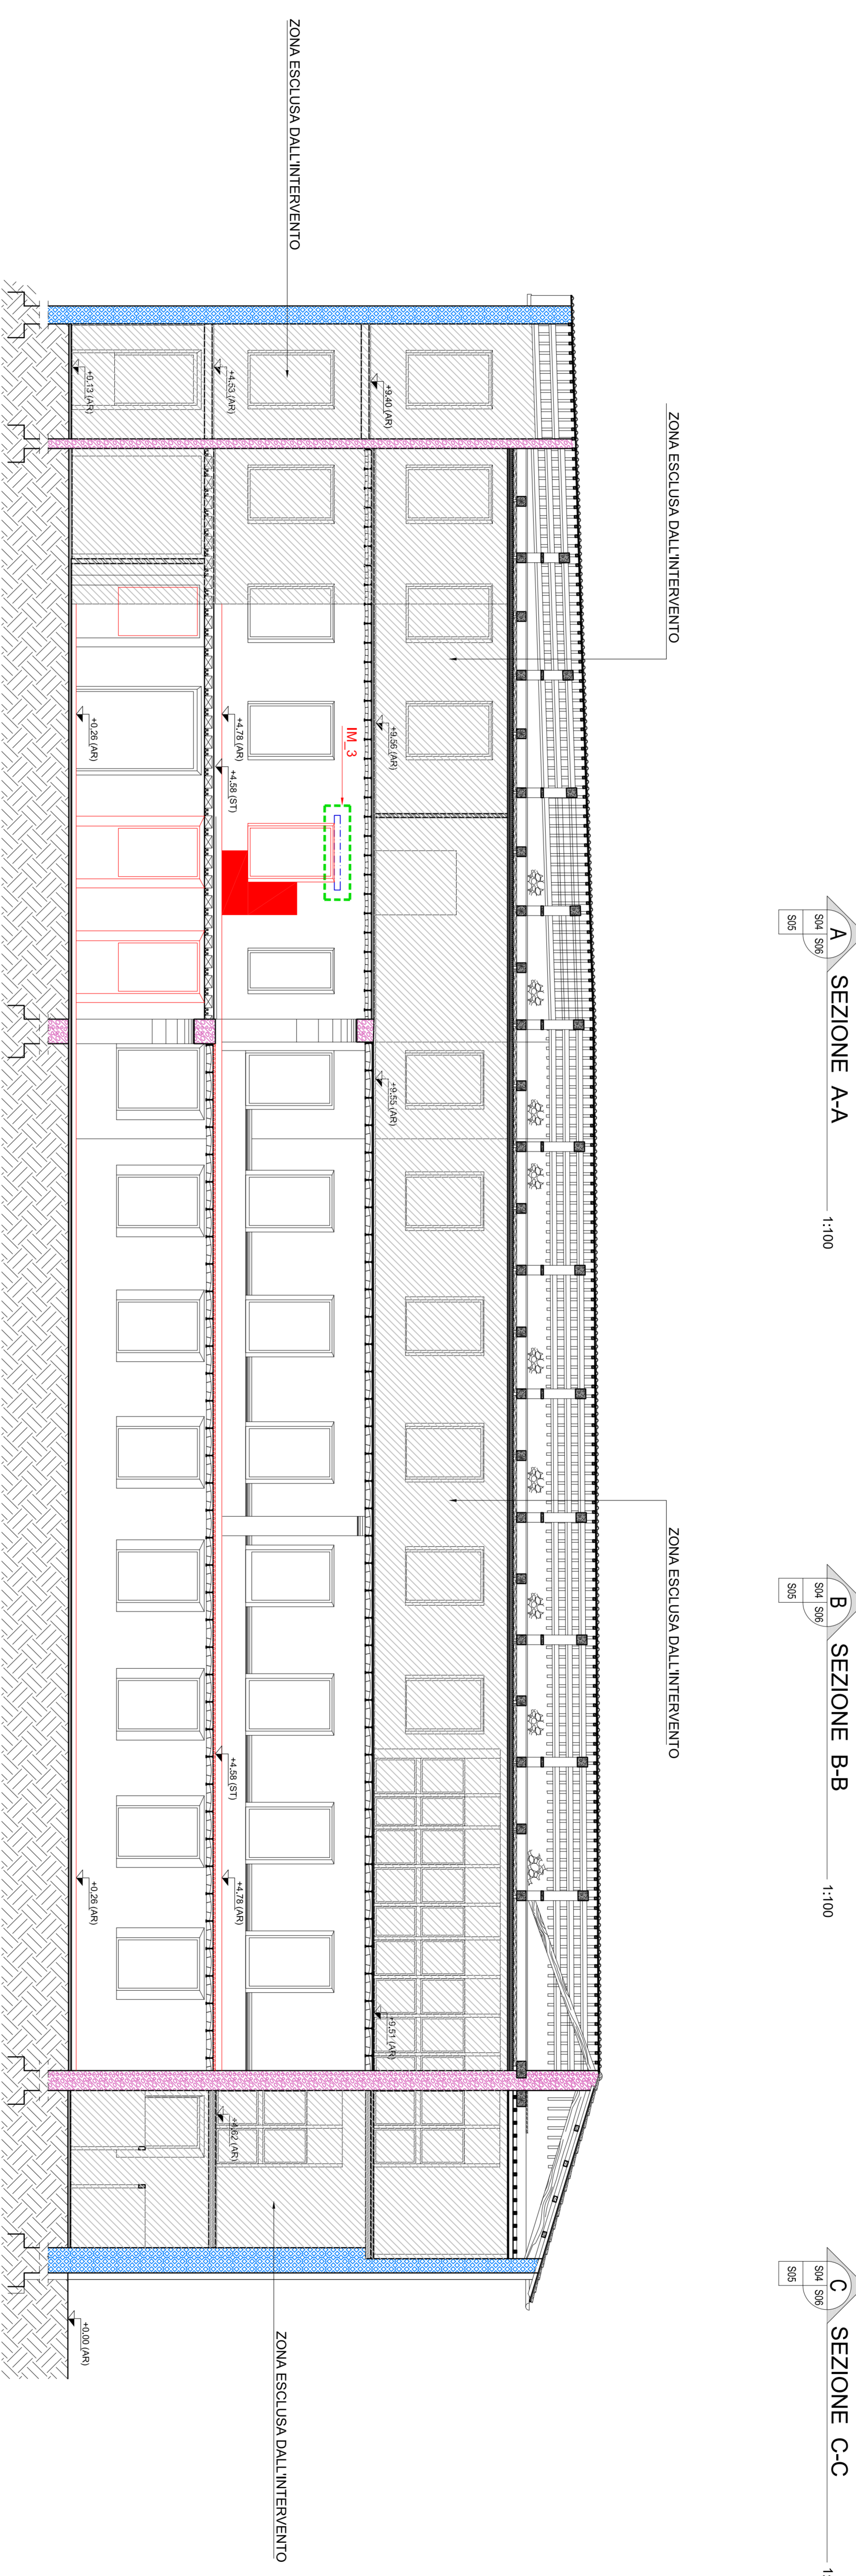 A
S04 S06
S05
SEZIONE A-A
1:100
B
S04 S06
S05
SEZIONE B-B
1:100
C
S04 S06
S05
SEZIONE C-C
ZONA ESCLUSA DALL'INTERVENTO
ZONA ESCLUSA DALL'INTERVENTO
+9.40 (AR)
+9.56 (AR)
+9.55 (AR)
+9.51 (AR)
IM_3
ZONA ESCLUSA DALL'INTERVENTO
ZONA ESCLUSA DALL'INTERVENTO
+4.53 (AR)
+4.78 (AR)
+4.58 (ST)
+4.58 (ST)
+4.78 (AR)
+4.62 (AR)
+0.13 (AR)
+0.26 (AR)
+0.26 (AR)
+0.00 (AR)